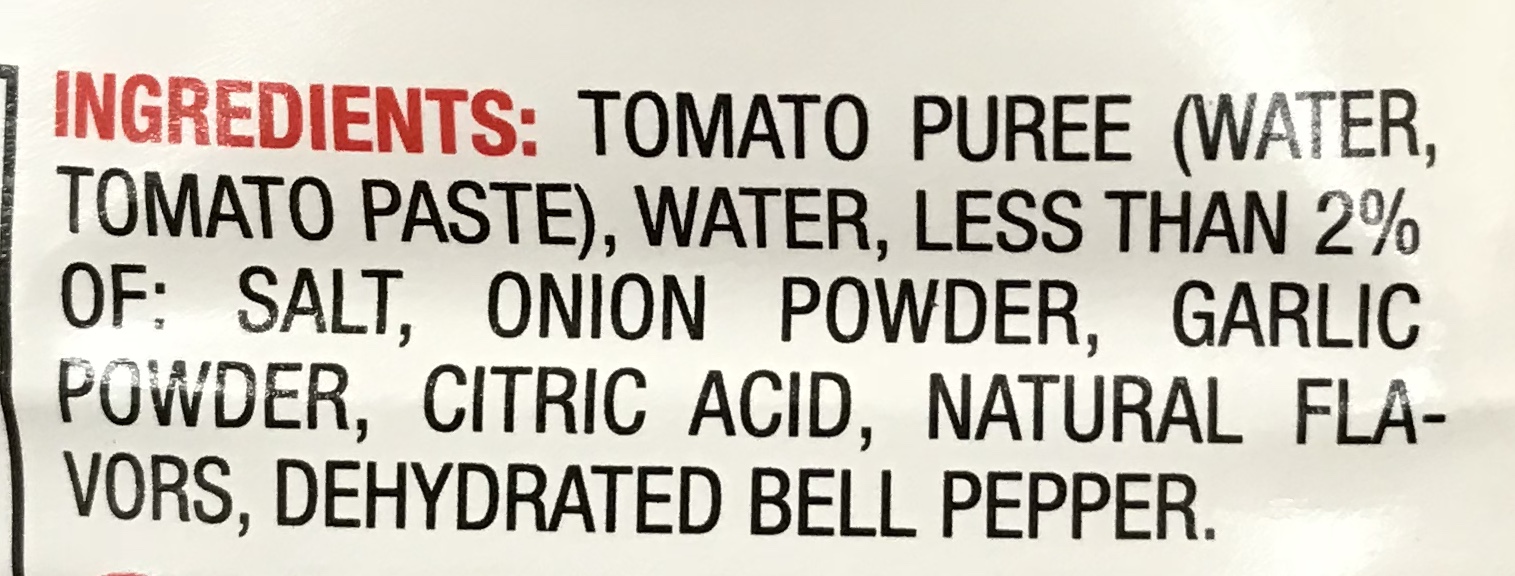 INGREDIENTS: TOMATO PUREE (WATER,
TOMATO PASTE), WATER, LESS THAN 2%
OF: SALT, ONION POWDER, GARLIC
POWDER, CITRIC ACID, NATURAL FLA-
VORS, DEHYDRATED BELL PEPPER.